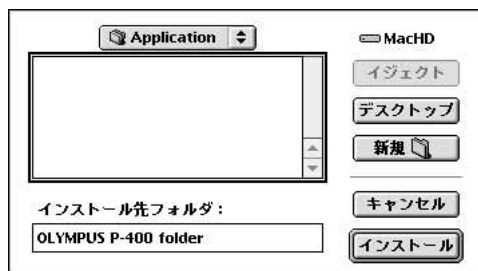 Application
MacHD
イジェクト
デスクトップ
新規
インストール先フォルダ：
OLYMPUS P-400 folder
キャンセル
インストール